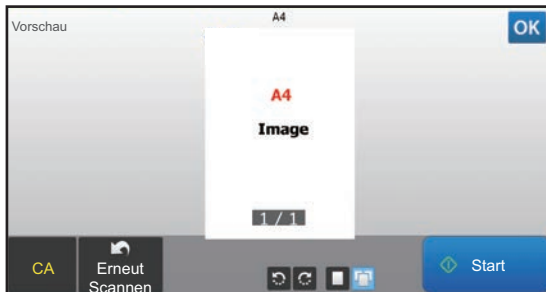 Vorschau
A4
OK
A4
Image
1 / 1
CA
Erneut
Scannen
Start